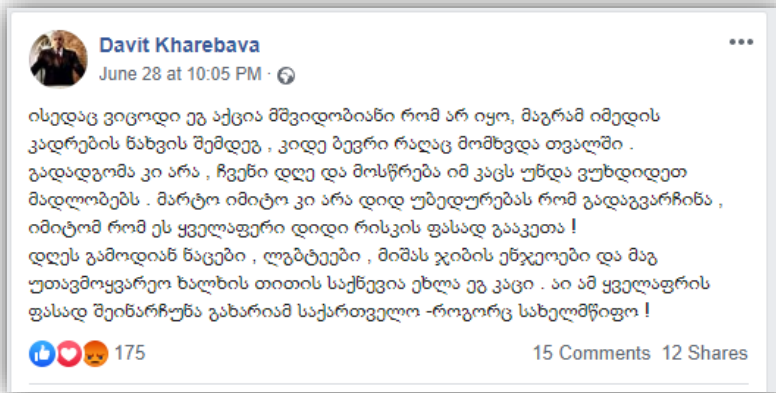 Davit Kharebava
June 28 at 10:05 PM ·
ისედაც ვიცოდი ეგ აქცია მშვიდობიანი რომ არ იყო, მაგრამ იმედის
კადრების ნახვის შემდეგ , კიდე ბევრი რაღაც მომხვდა თვალში .
გადადგომა კი არა , ჩვენი დღე და მოსწრება იმ კაცს უნდა ვუხდიდეთ
მადლობებს . მარტო იმიტო კი არა დიდ უბედურებას რომ გადაგვარჩინა ,
იმიტომ რომ ეს ყველაფერი დიდი რისკის ფასად გააკეთა !
დღეს გამოდიან ნაცები , ლგბტეები , მიშას ჯიბის ენჯეოები და მაგ
უთავმოყვარეო ხალხის თითის საქნევია ეხლა ეგ კაცი . აი ამ ყველაფრის
ფასად შეინარჩუნა გახარიამ საქართველო -როგორც სახელმწიფო !
175
15 Comments 12 Shares